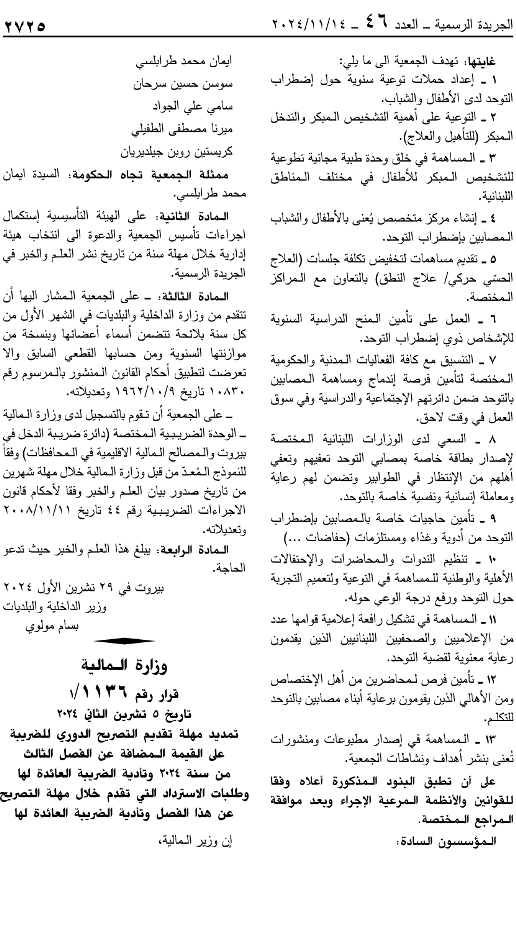 الجريدة الرسمية ــ العدد ٤٦ ــ ٢٠٢٤/١١/١٤
٢٧٢٥
غايتها: تهدف الجمعية الى ما يلي:
١ ــ إعداد حملات توعية سنوية حول إضطراب
التوحد لدى الأطفال والشباب.
٢ ــ التوعية على أهمية التشخيص المبكر والتدخل
المبكر (للتأهيل والعلاج).
٣ ــ المساهمة في خلق وحدة طبية مجانية تطوعية
للتشخيص المبكر للأطفال في مختلف المناطق
اللبنانية.
٤ ــ إنشاء مركز متخصص يُعنى بالأطفال والشباب
المصابين بإضطراب التوحد.
٥ ــ تقديم مساهمات لتخفيض تكلفة جلسات (العلاج
الحسّي حركي/ علاج النطق) بالتعاون مع المراكز
المختصة.
٦ ــ العمل على تأمين المنح الدراسية السنوية
للإشخاص ذوي إضطراب التوحد.
٧ ــ التنسيق مع كافة الفعاليات المدنية والحكومية
المختصة لتأمين فرصة إندماج ومساهمة المصابين
بالتوحد ضمن دائرتهم الإجتماعية والدراسية وفي سوق
العمل في وقت لاحق.
٨ ــ السعي لدى الوزارات اللبنانية المختصة
لإصدار بطاقة خاصة بمصابي التوحد تعفيهم وتعفي
أهلهم من الإنتظار في الطوابير وتضمن لهم رعاية
ومعاملة إنسانية ونفسية خاصة بالتوحد.
٩ ــ تأمين حاجيات خاصة بالمصابين بإضطراب
التوحد من أدوية وغذاء ومستلزمات (حفاضات ...)
١٠ ــ تنظيم الندوات والمحاضرات والإحتفالات
الأهلية والوطنية للمساهمة في التوعية ولتعميم التجربة
حول التوحد ورفع درجة الوعي حوله.
١١ ــ المساهمة في تشكيل رافعة إعلامية قوامها عدد
من الإعلاميين والصحفيين اللبنانيين الذين يقدمون
رعاية معنوية لقضية التوحد.
١٢ ــ تأمين فرص لمحاضرين من أهل الإختصاص
ومن الأهالي الذين يقومون برعاية أبناء مصابين بالتوحد
للتكلم.
١٣ ــ المساهمة في إصدار مطبوعات ومنشورات
تُعنى بنشر أهداف ونشاطات الجمعية.
على أن تطبق البنود المذكورة أعلاه وفقا
للقوانين والأنظمة المرعية الإجراء وبعد موافقة
المراجع المختصة.
المؤسسون السادة:
ايمان محمد طرابلسي
سوسن حسين سرحان
سامي علي الجواد
ميرنا مصطفى الطفيلي
كريستين روبن جيلديريان
ممثلة الجمعية تجاه الحكومة: السيدة ايمان
محمد طرابلسي.
المادة الثانية: على الهيئة التأسيسية إستكمال
اجراءات تأسيس الجمعية والدعوة الى انتخاب هيئة
إدارية خلال مهلة سنة من تاريخ نشر العلم والخبر في
الجريدة الرسمية.
المادة الثالثة: ــ على الجمعية المشار اليها أن
تتقدم من وزارة الداخلية والبلديات في الشهر الأول من
كل سنة بلائحة تتضمن أسماء أعضائها وبنسخة من
موازنتها السنوية ومن حسابها القطعي السابق والا
تعرضت لتطبيق أحكام القانون المنشور بالمرسوم رقم
١٠٨٣٠ تاريخ ١٩٦٢/١٠/٩ وتعديلاته.
ــ على الجمعية أن تقوم بالتسجيل لدى وزارة المالية
ــ الوحدة الضريبية المختصة (دائرة ضريبة الدخل في
بيروت والمصالح المالية الاقليمية في المحافظات) وفقاً
للنموذج المُعدّ من قبل وزارة المالية خلال مهلة شهرين
من تاريخ صدور بيان العلم والخبر وفقا لأحكام قانون
الاجراءات الضريبية رقم ٤٤ تاريخ ٢٠٠٨/١١/١١
وتعديلاته.
المادة الرابعة: يبلغ هذا العلم والخبر حيث تدعو
الحاجة.
بيروت في ٢٩ تشرين الأول ٢٠٢٤
وزير الداخلية والبلديات
بسام مولوي
وزارة المالية
قرار رقم ١١٣٦/١
تاريخ ٥ تشرين الثاني ٢٠٢٤
تمديد مهلة تقديم التصريح الدوري للضريبة
على القيمة المضافة عن الفصل الثالث
من سنة ٢٠٢٤ وتأدية الضريبة العائدة لها
وطلبات الاسترداد التي تقدم خلال مهلة التصريح
عن هذا الفصل وتأدية الضريبة العائدة لها
إن وزير المالية،